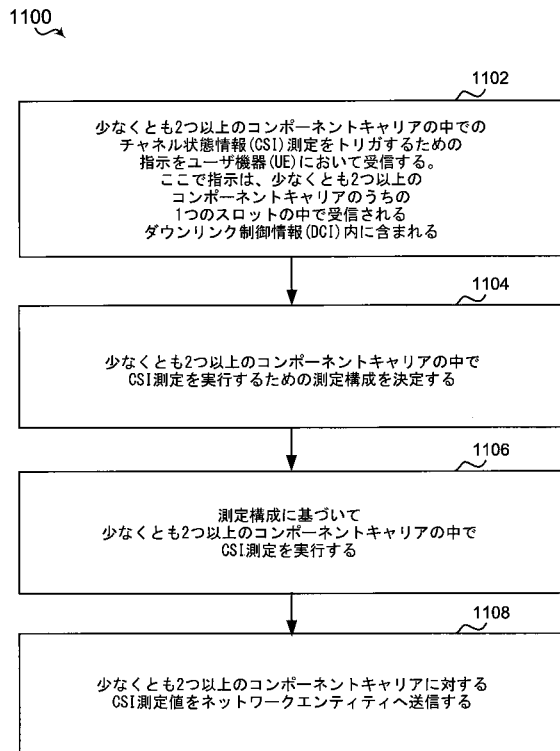 1100
1102
少なくとも2つ以上のコンポーネントキャリアの中での
チャネル状態情報(CSI)測定をトリガするための
指示をユーザ機器(UE)において受信する。
ここで指示は、少なくとも2つ以上の
コンポーネントキャリアのうちの
1つのスロットの中で受信される
ダウンリンク制御情報(DCI)内に含まれる
1104
少なくとも2つ以上のコンポーネントキャリアの中で
CSI測定を実行するための測定構成を決定する
1106
測定構成に基づいて
少なくとも2つ以上のコンポーネントキャリアの中で
CSI測定を実行する
1108
少なくとも2つ以上のコンポーネントキャリアに対する
CSI測定値をネットワークエンティティへ送信する